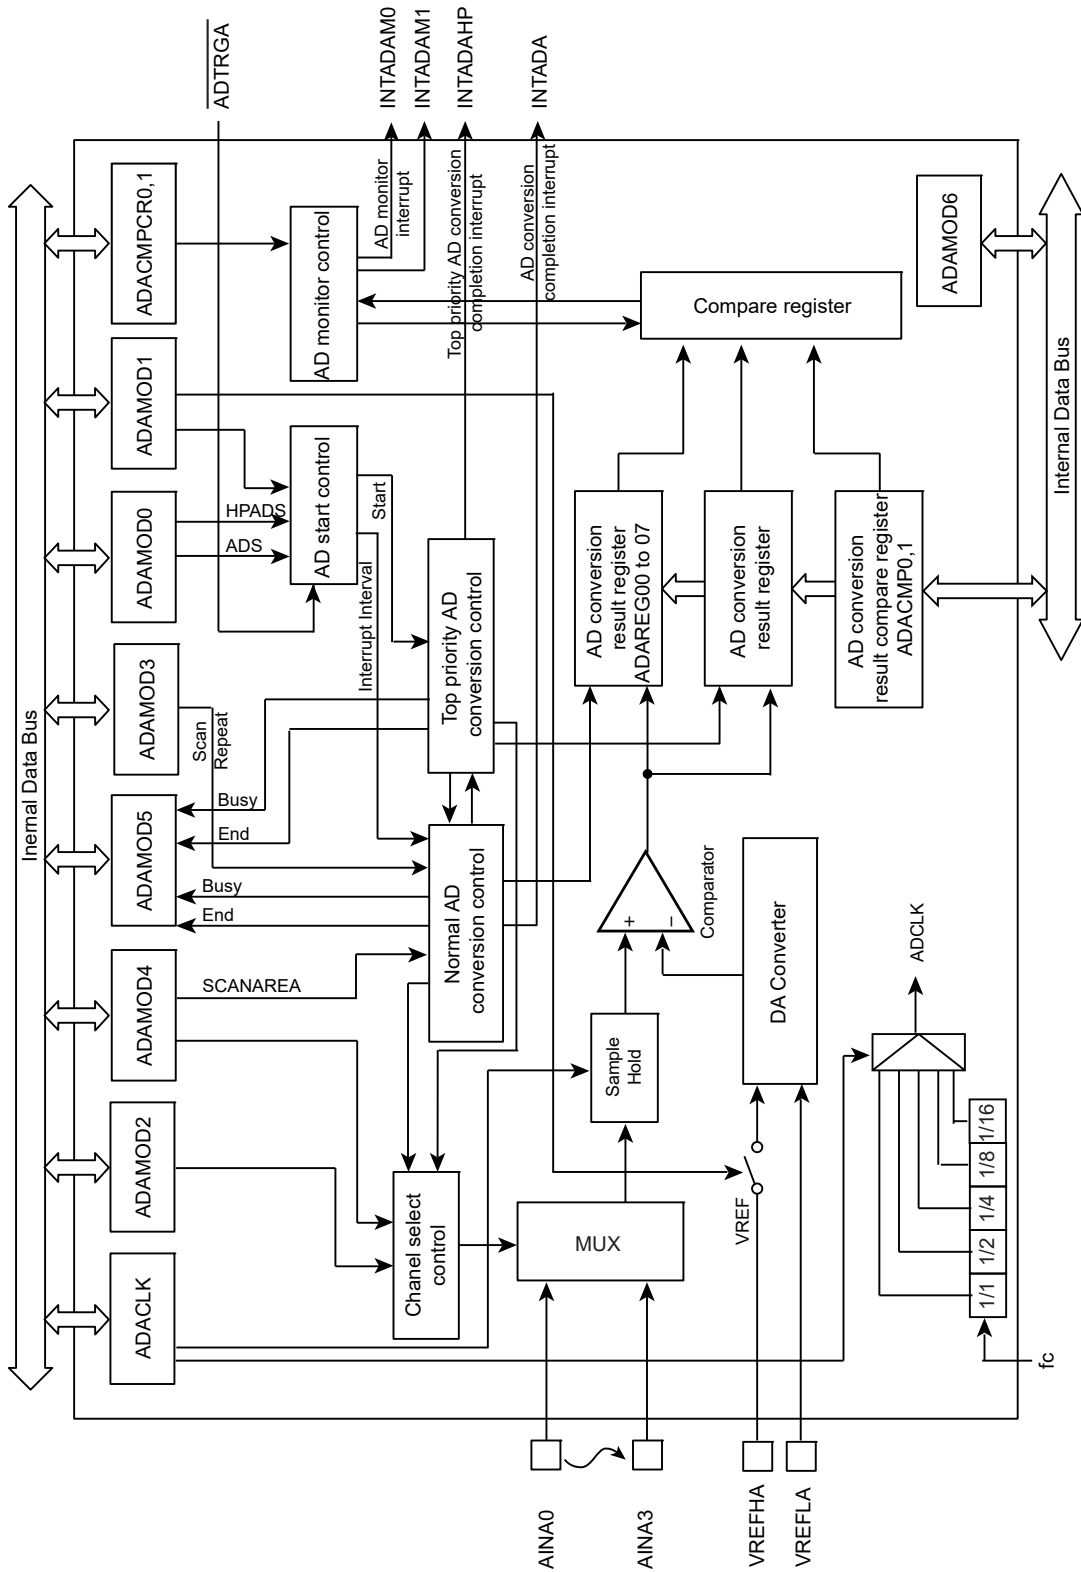 Inernal Data Bus
ADACLK
ADAMOD2
ADAMOD4
ADAMOD5
ADAMOD3
ADAMOD0
ADAMOD1
ADACMPCR0,1
ADTRGA
SCANAREA
End
Busy
End
Busy
Scan
Repeat
ADS
HPADS
AD start control
AD monitor control
Interrupt Interval
Start
AD monitor
interrupt
INTADAM0
INTADAM1
Top priority AD conversion
completion interrupt
INTADAHP
AD conversion
completion interrupt
INTADA
Chanel select
control
Normal AD
conversion control
Top priority AD
conversion control
AINA0
AINA3
MUX
Sample
Hold
+
−
Comparator
AD conversion
result register
ADAREG00 to 07
AD conversion
result register
AD conversion
result compare register
ADACMP0,1
Compare register
VREFHA
VREFLA
VREF
DA Converter
ADCLK
1/1
1/2
1/4
1/8
1/16
fc
ADAMOD6
Internal Data Bus